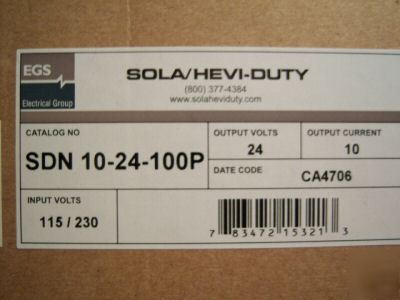 EGS
Electrical Group
SOLA/HEVI-DUTY
(800) 377-4384
www.solaheviduty.com
CATALOG NO
SDN 10-24-100P
OUTPUT VOLTS
24
OUTPUT CURRENT
10
DATE CODE
CA4706
INPUT VOLTS
115 / 230
7 83472 15321 3